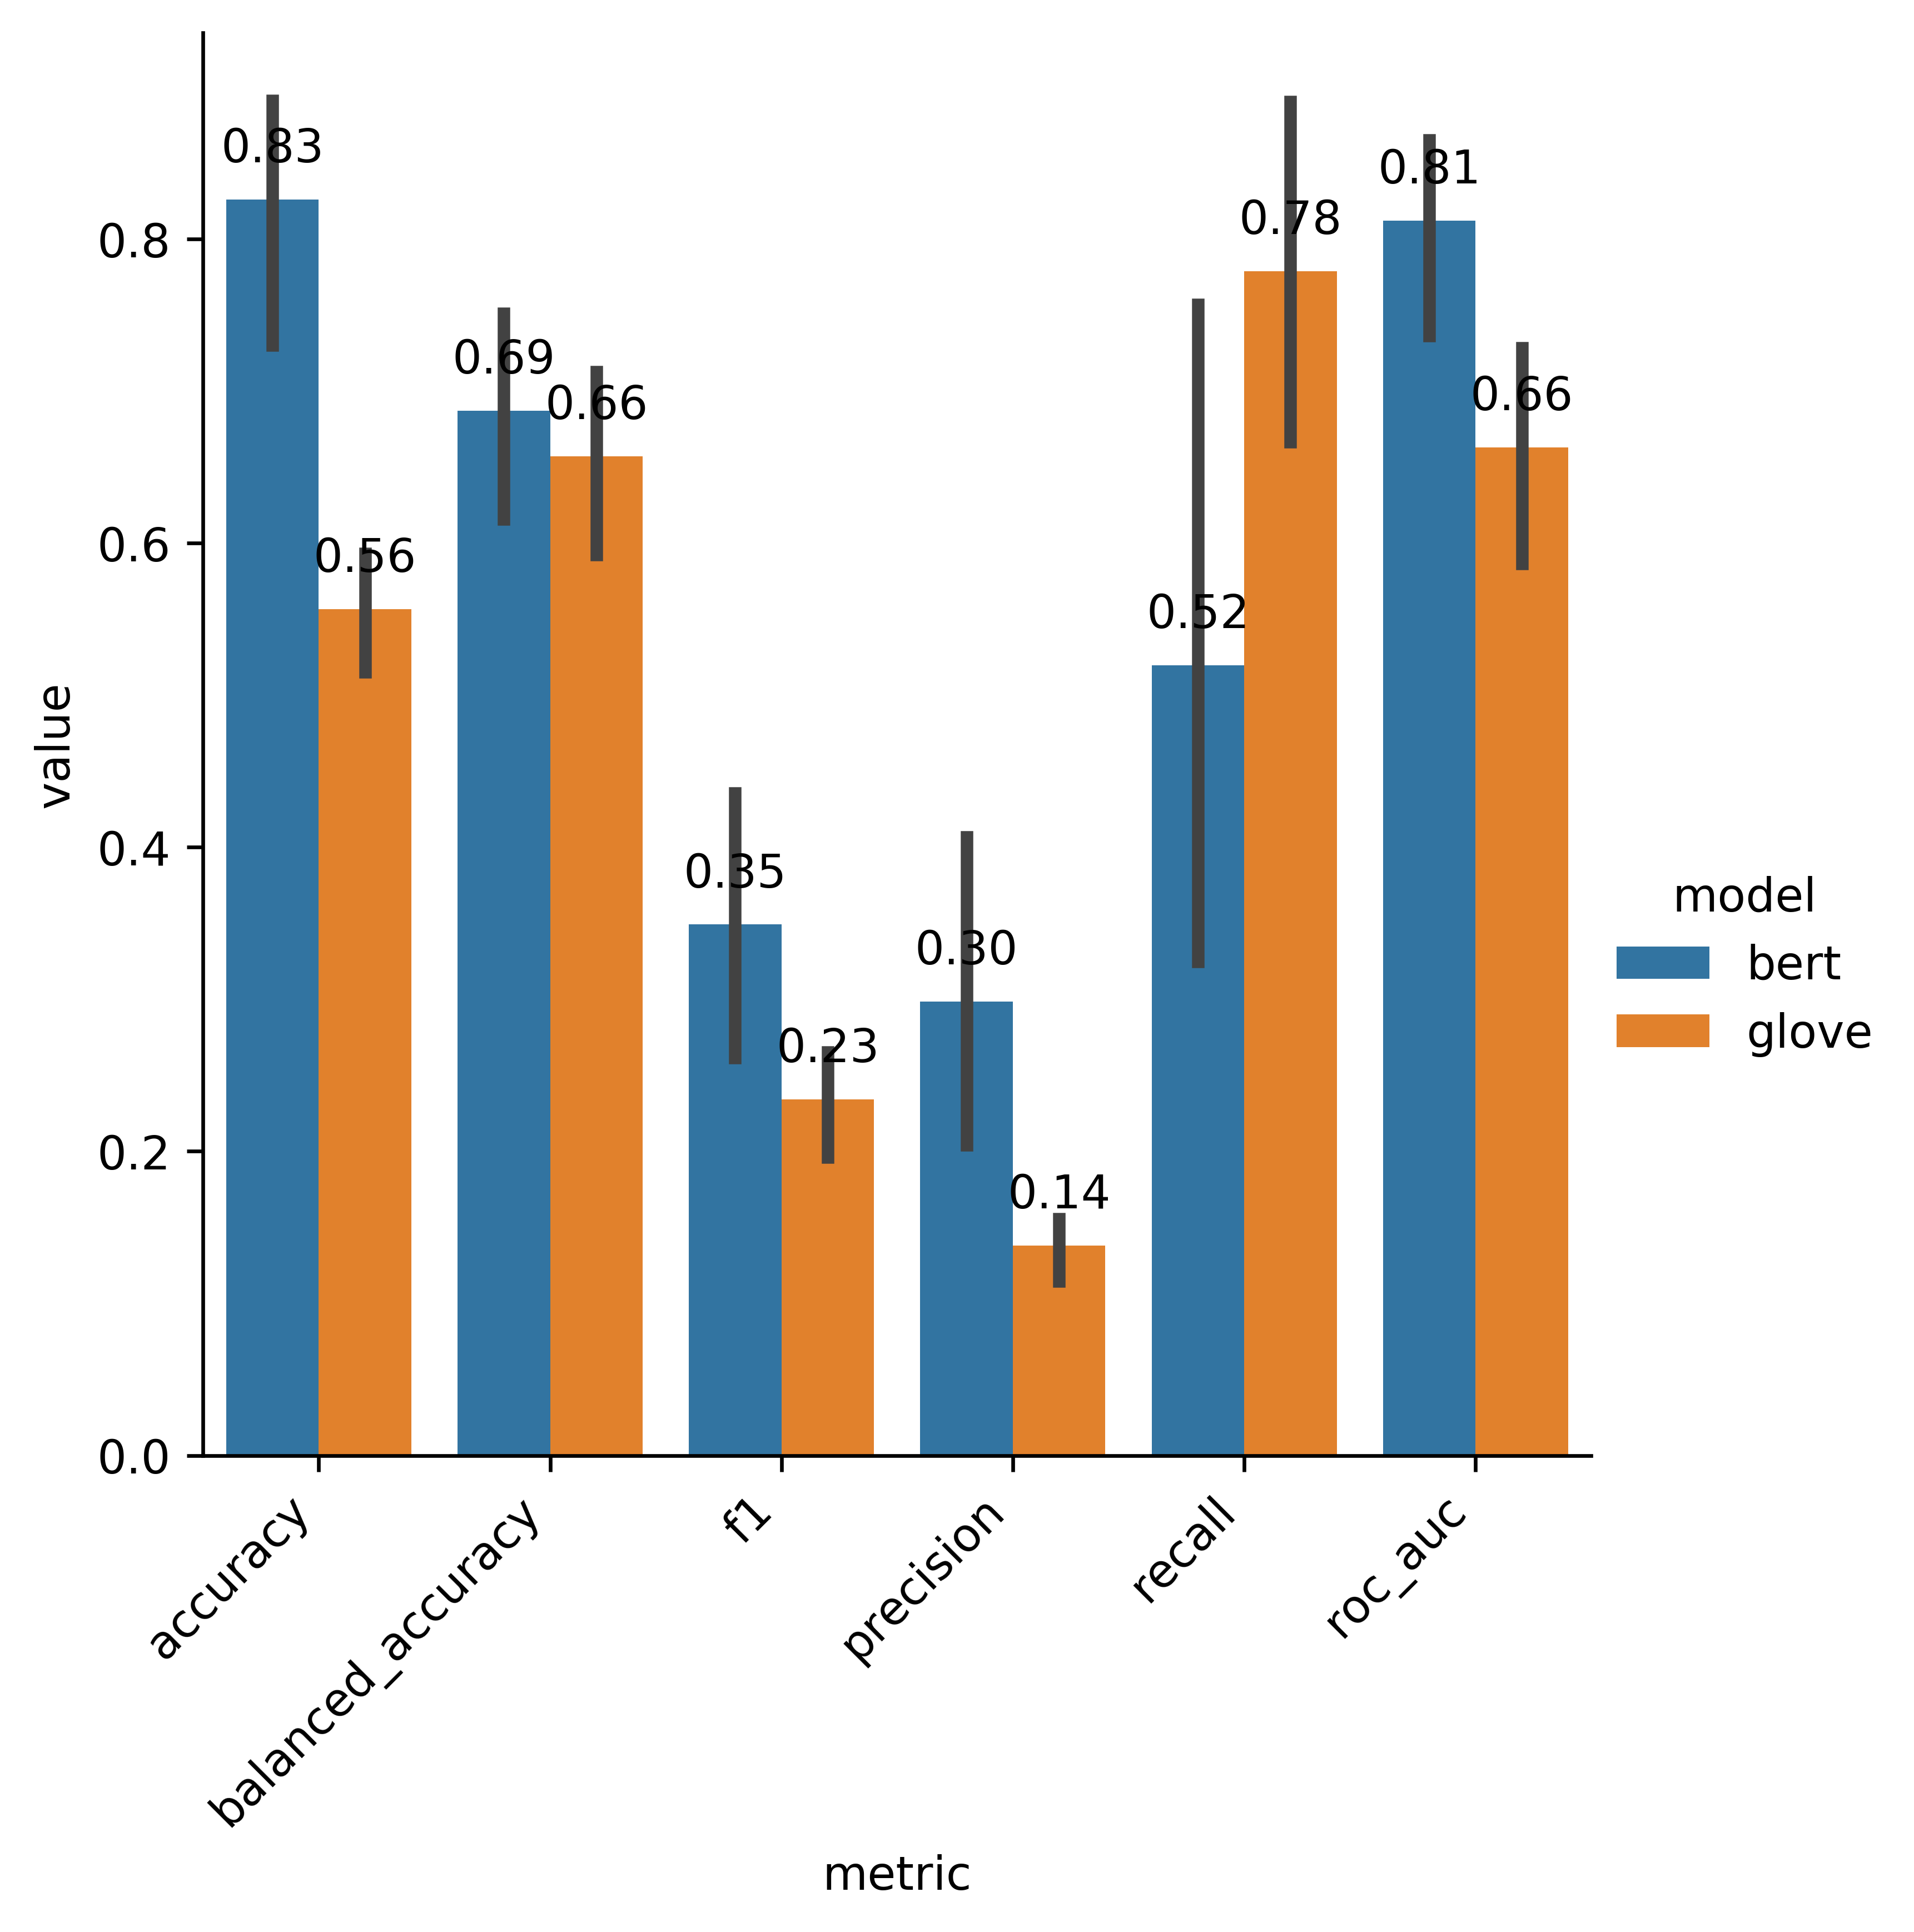 0.83
0.56
0.69
0.66
0.35
0.23
0.30
0.14
0.52
0.78
0.81
0.66
0.8
0.6
0.4
0.2
0.0
value
accuracy
balanced_accuracy
f1
precision
recall
roc_auc
metric
model
bert
glove